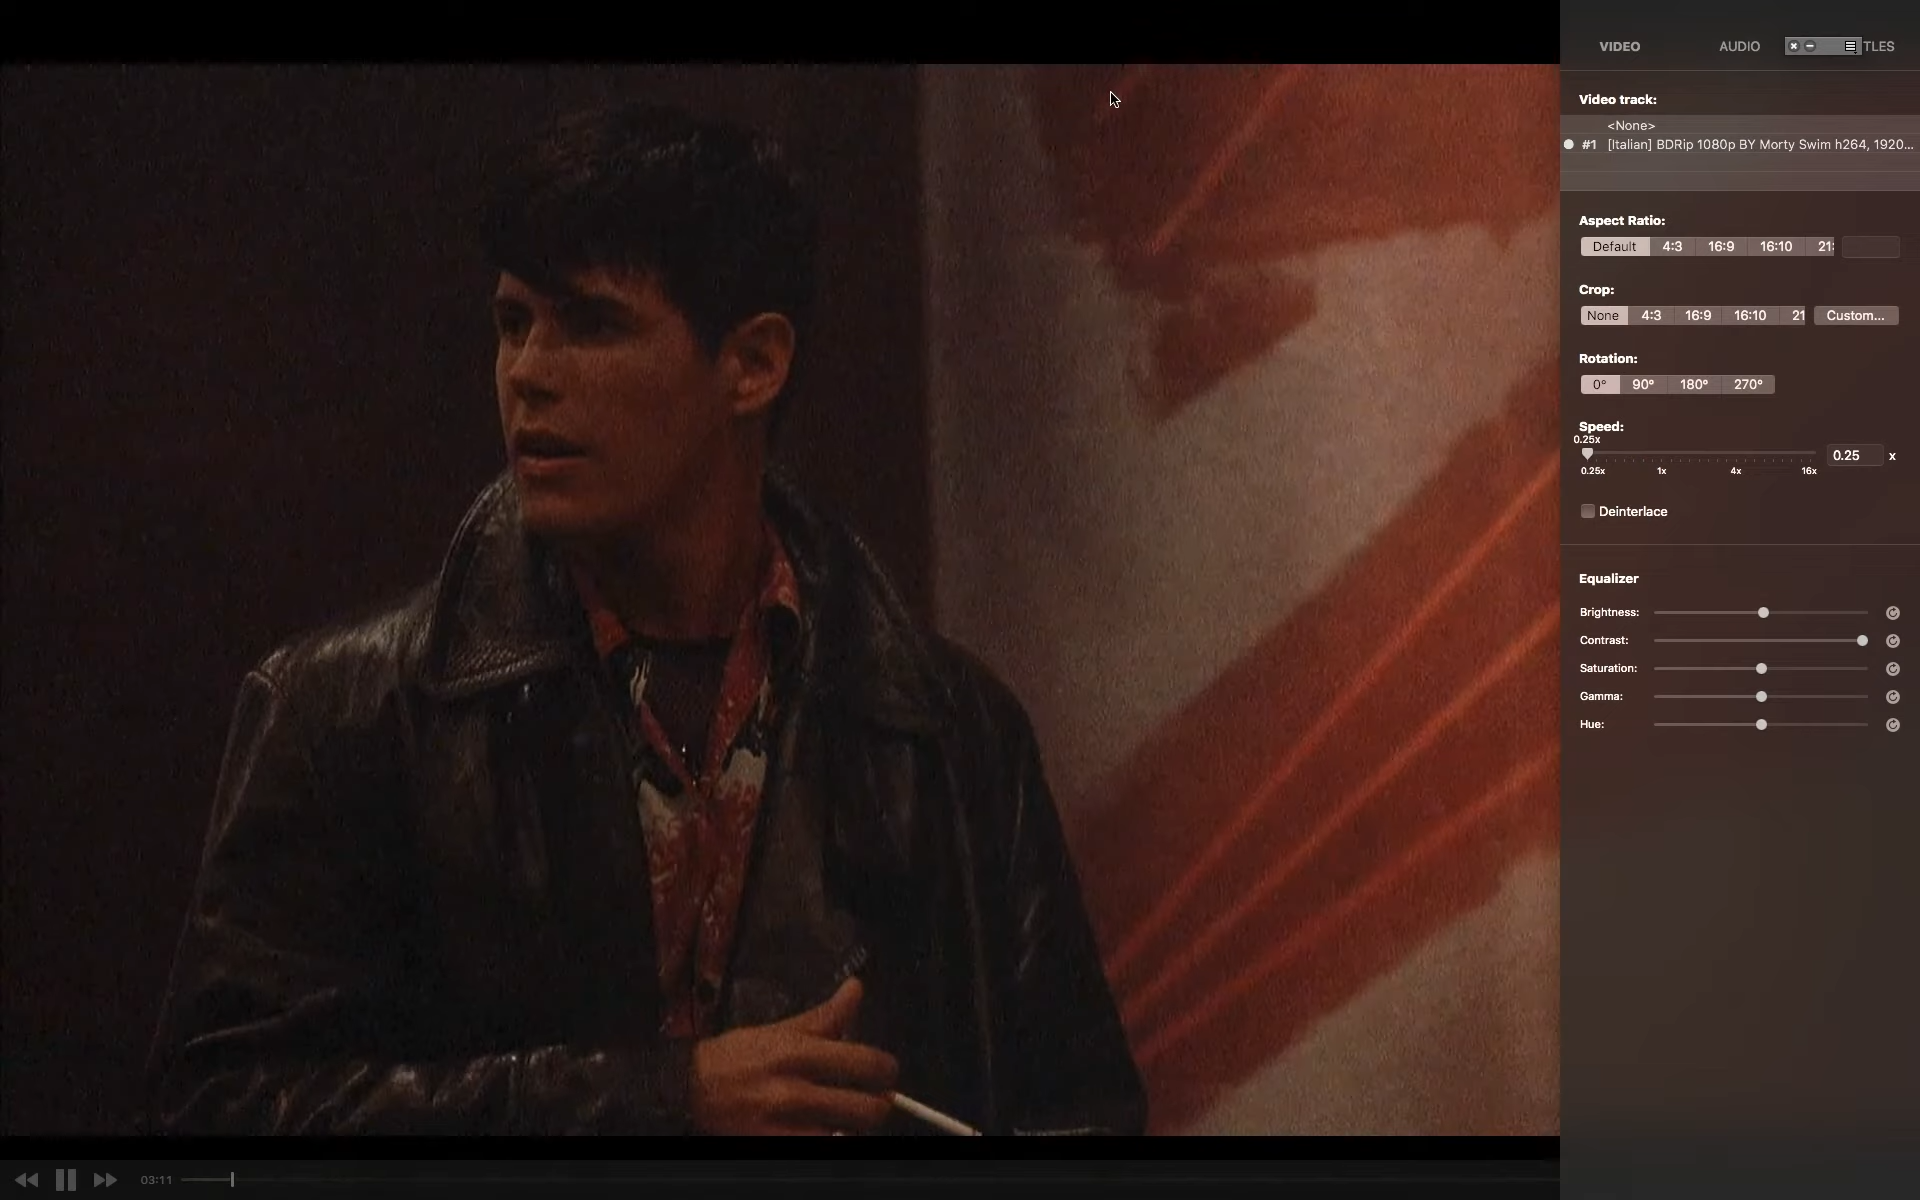 VIDEO AUDIO TLES
Video track:
<None>
#1 [Italian] BDRip 1080p BY Morty Swim h264, 1920...
Aspect Ratio:
Default 4:3 16:9 16:10 21:
Crop:
None 4:3 16:9 16:10 21 Custom...
Rotation:
0° 90° 180° 270°
Speed:
0.25x
0.25 x
0.25x 1x 4x 16x
Deinterlace
Equalizer
Brightness:
Contrast:
Saturation:
Gamma:
Hue:
03:11